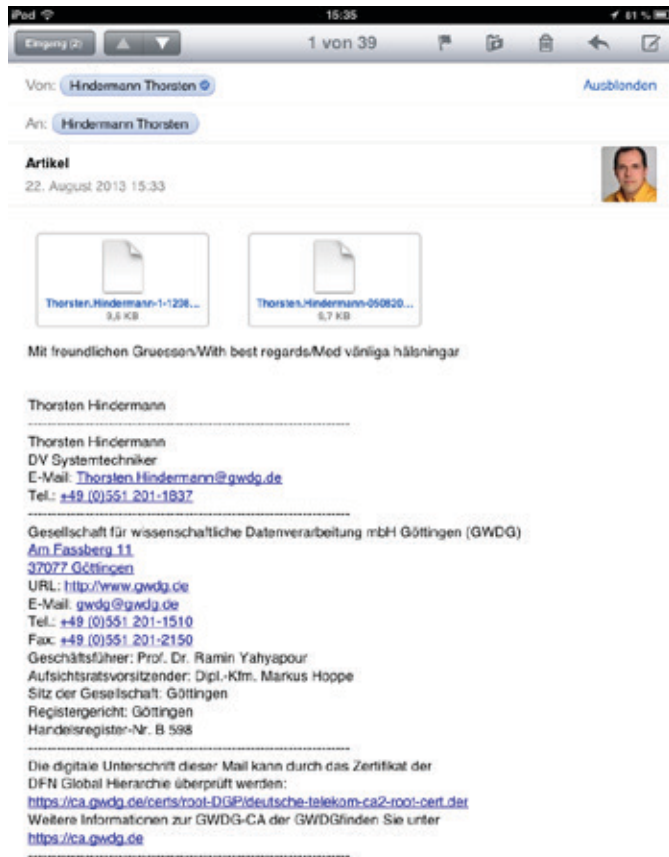 iPod 15:35 81 %
Eingang (2) 1 von 39
Von: Hindermann Thorsten Ausblenden
An: Hindermann Thorsten
Artikel
22. August 2013 15:33
Thorsten.Hindermann-1-1208... Thorsten.Hindermann-050820...
9,6 KB 6,7 KB
Mit freundlichen Gruessen/With best regards/Med vänliga hälsningar
Thorsten Hindermann
--------------------------------------------------------------
Thorsten Hindermann
DV Systemtechniker
E-Mail: Thorsten.Hindermann@gwdg.de
Tel.: +49 (0)551 201-1837
--------------------------------------------------------------
Gesellschaft für wissenschaftliche Datenverarbeitung mbH Göttingen (GWDG)
Am Fassberg 11
37077 Göttingen
URL: http://www.gwdg.de
E-Mail: gwdg@gwdg.de
Tel.: +49 (0)551 201-1510
Fax: +49 (0)551 201-2150
Geschäftsführer: Prof. Dr. Ramin Yahyapour
Aufsichtsratsvorsitzender: Dipl.-Kfm. Markus Hoppe
Sitz der Gesellschaft: Göttingen
Registergericht: Göttingen
Handelsregister-Nr. B 598
--------------------------------------------------------------
Die digitale Unterschrift dieser Mail kann durch das Zertifikat der
DFN Global Hierarchie überprüft werden:
https://ca.gwdg.de/certs/root-DGP/deutsche-telekom-ca2-root-cert.der
Weitere Informationen zur GWDG-CA der GWDGfinden Sie unter
https://ca.gwdg.de
--------------------------------------------------------------